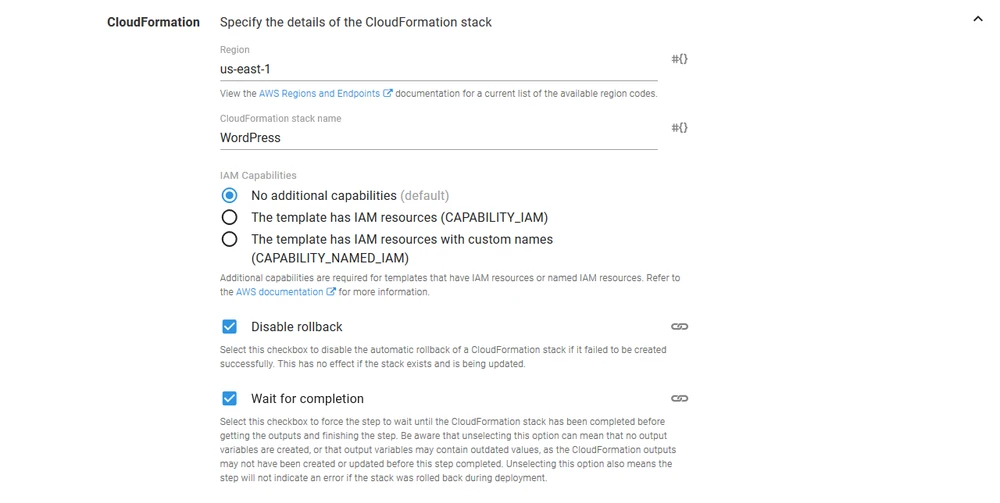 CloudFormation Specify the details of the CloudFormation stack
Region
us-east-1
#{}
View the AWS Regions and Endpoints documentation for a current list of the available region codes.
CloudFormation stack name
WordPress
#{}
IAM Capabilities
No additional capabilities (default)
The template has IAM resources (CAPABILITY_IAM)
The template has IAM resources with custom names
(CAPABILITY_NAMED_IAM)
Additional capabilities are required for templates that have IAM resources or named IAM resources. Refer to
the AWS documentation for more information.
Disable rollback
Select this checkbox to disable the automatic rollback of a CloudFormation stack if it failed to be created
successfully. This has no effect if the stack exists and is being updated.
Wait for completion
Select this checkbox to force the step to wait until the CloudFormation stack has been completed before
getting the outputs and finishing the step. Be aware that unselecting this option can mean that no output
variables are created, or that output variables may contain outdated values, as the CloudFormation outputs
may not have been created or updated before this step completed. Unselecting this option also means the
step will not indicate an error if the stack was rolled back during deployment.